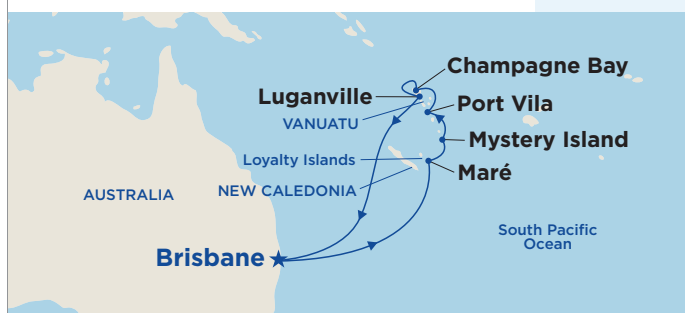 Champagne Bay
Luganville
Port Vila
VANUATU
Mystery Island
Loyalty Islands
Maré
NEW CALEDONIA
AUSTRALIA
South Pacific
Ocean
Brisbane